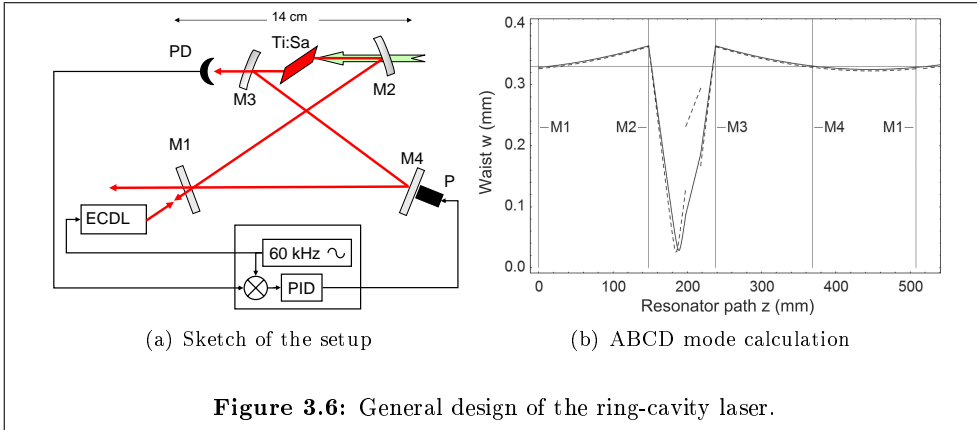 14 cm
Ti:Sa
PD
M3
M2
M1
M4
P
ECDL
60 kHz
PID
(a) Sketch of the setup
0.4
0.3
0.2
0.1
0.0
Waist w (mm)
M1
M2
M3
M4
M1
0
100
200
300
400
500
Resonator path z (mm)
(b) ABCD mode calculation
Figure 3.6: General design of the ring-cavity laser.